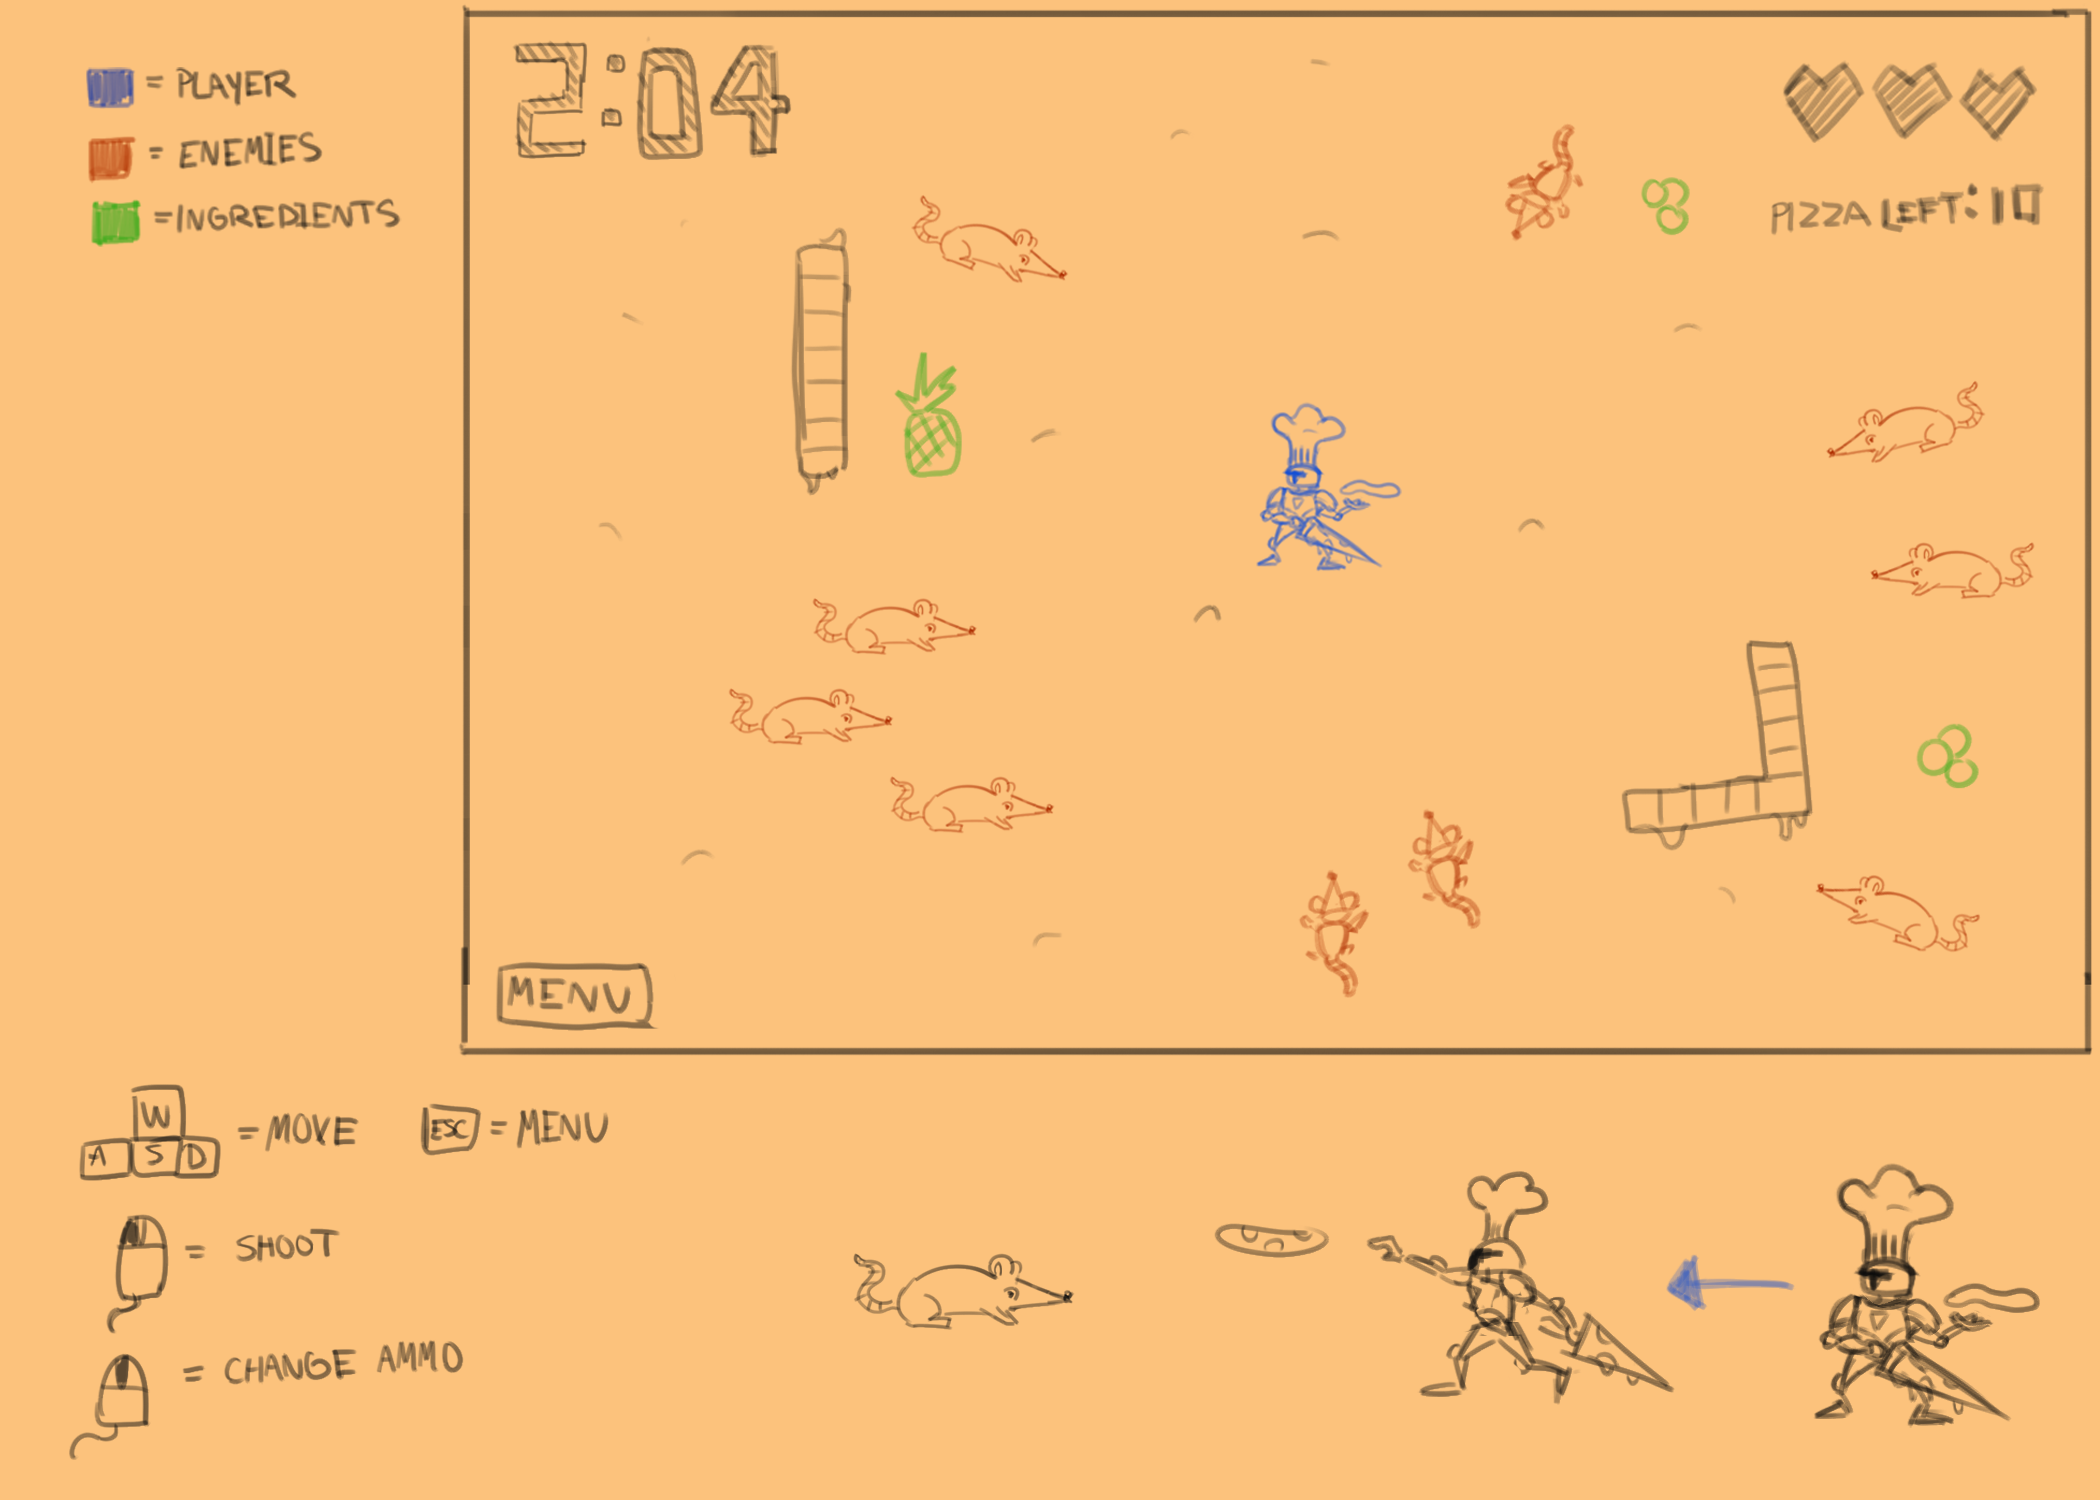 = PLAYER
= ENEMIES
= INGREDIENTS
2:04
PIZZA LEFT: 10
MENU
W
A S D
= MOVE
ESC = MENU
= SHOOT
= CHANGE AMMO